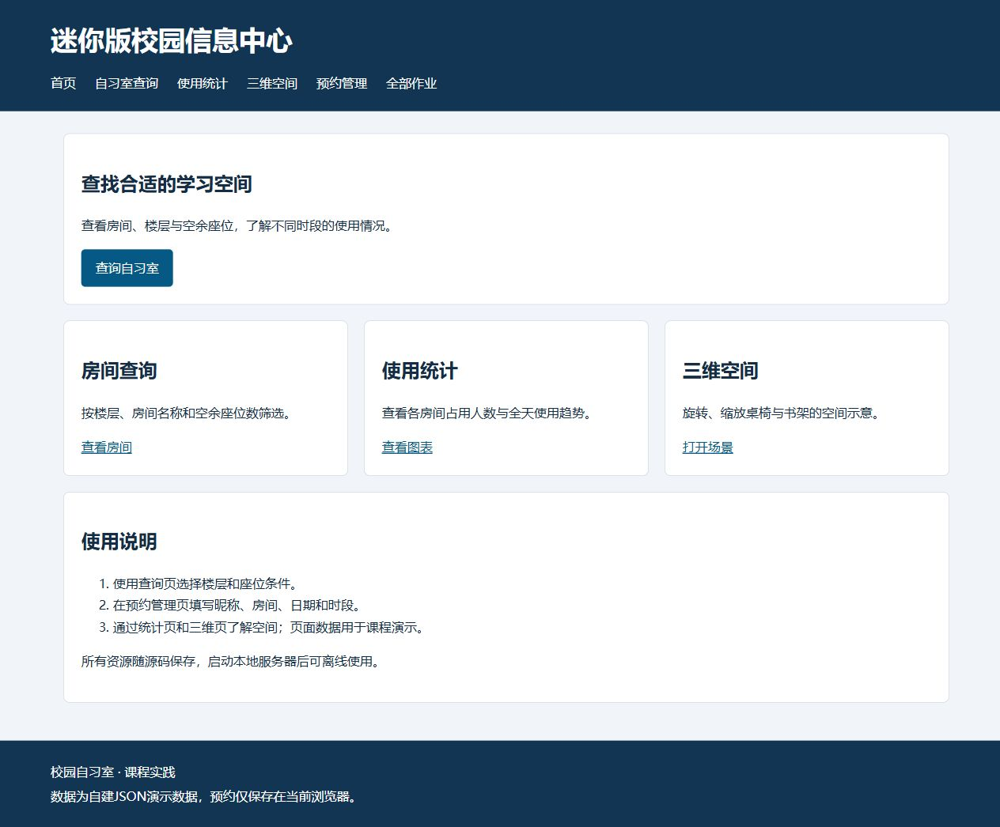 迷你版校园信息中心
首页 自习室查询 使用统计 三维空间 预约管理 全部作业
查找合适的学习空间
查看房间、楼层与空余座位，了解不同时段的使用情况。
查询自习室
房间查询
按楼层、房间名称和空余座位数筛选。
查看房间
使用统计
查看各房间占用人数与全天使用趋势。
查看图表
三维空间
旋转、缩放桌椅与书架的空间示意。
打开场景
使用说明
1. 使用查询页选择楼层和座位条件。
2. 在预约管理页填写昵称、房间、日期和时段。
3. 通过统计页和三维页了解空间；页面数据用于课程演示。
所有资源随源码保存，启动本地服务器后可离线使用。
校园自习室 · 课程实践
数据为自建JSON演示数据，预约仅保存在当前浏览器。